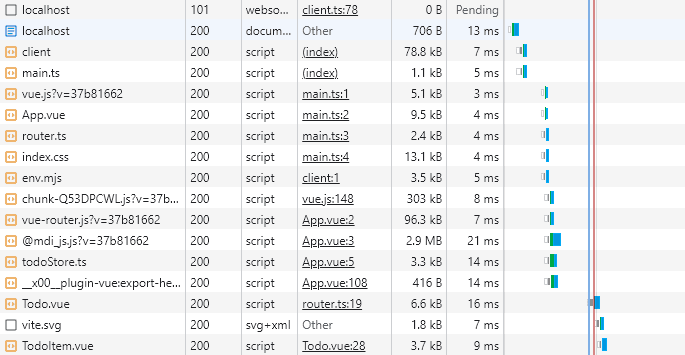 localhost 101 webso... client.ts:78 0 B Pending
localhost 200 docum... Other 706 B 13 ms
client 200 script (index) 78.8 kB 7 ms
main.ts 200 script (index) 1.1 kB 5 ms
vue.js?v=37b81662 200 script main.ts:1 5.1 kB 3 ms
App.vue 200 script main.ts:2 9.5 kB 4 ms
router.ts 200 script main.ts:3 2.4 kB 4 ms
index.css 200 script main.ts:4 13.1 kB 4 ms
env.mjs 200 script client:1 3.5 kB 5 ms
chunk-Q53DPCWL.js?v=37b... 200 script vue.js:148 303 kB 8 ms
vue-router.js?v=37b81662 200 script App.vue:2 96.3 kB 7 ms
@mdi_js.js?v=37b81662 200 script App.vue:3 2.9 MB 21 ms
todoStore.ts 200 script App.vue:5 3.3 kB 14 ms
__x00__plugin-vue:export-he... 200 script App.vue:108 416 B 14 ms
Todo.vue 200 script router.ts:19 6.6 kB 16 ms
vite.svg 200 svg+xml Other 1.8 kB 7 ms
TodoItem.vue 200 script Todo.vue:28 3.7 kB 9 ms